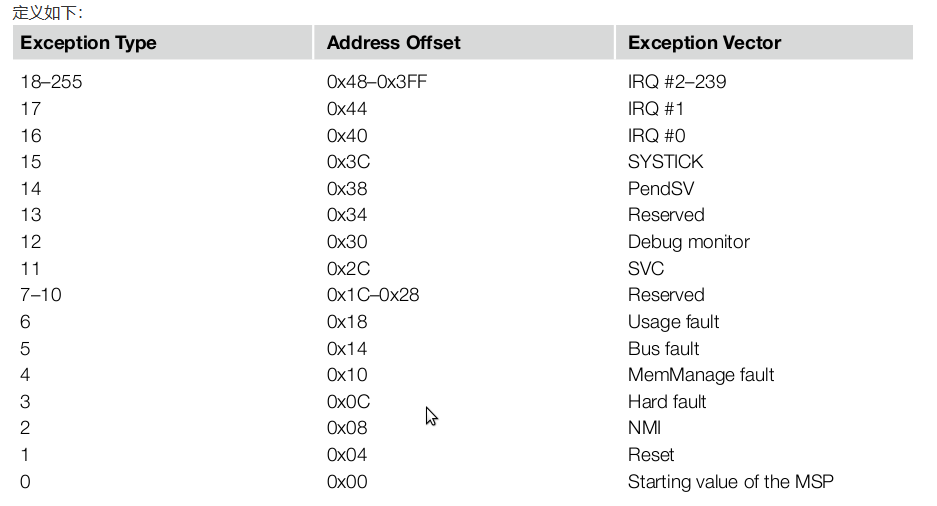 定义如下：
Exception Type Address Offset Exception Vector
18–255 0x48–0x3FF IRQ #2–239
17 0x44 IRQ #1
16 0x40 IRQ #0
15 0x3C SYSTICK
14 0x38 PendSV
13 0x34 Reserved
12 0x30 Debug monitor
11 0x2C SVC
7–10 0x1C–0x28 Reserved
6 0x18 Usage fault
5 0x14 Bus fault
4 0x10 MemManage fault
3 0x0C Hard fault
2 0x08 NMI
1 0x04 Reset
0 0x00 Starting value of the MSP